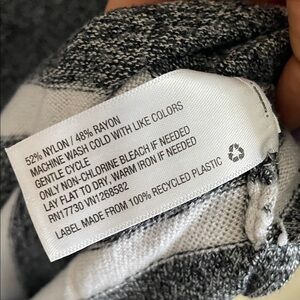 52% NYLON / 48% RAYON
MACHINE WASH COLD WITH LIKE COLORS
GENTLE CYCLE
ONLY NON-CHLORINE BLEACH IF NEEDED
LAY FLAT TO DRY, WARM IRON IF NEEDED
RN17730 VN1268582
LABEL MADE FROM 100% RECYCLED PLASTIC